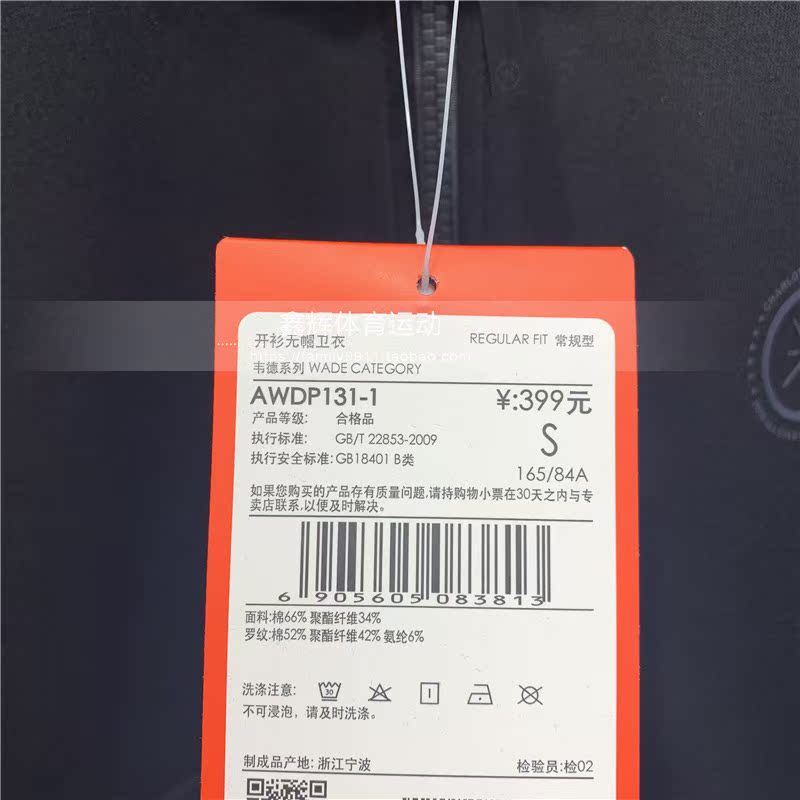 鑫辉体育运动
开衫无帽卫衣
REGULAR FIT 常规型
韦德系列 WADE CATEGORY
AWDP131-1
¥:399元
产品等级: 合格品
执行标准: GB/T 22853-2009
S
执行安全标准:GB18401 B类
165/84A
如果您购买的产品存有质量问题,请持购物小票在30天之内与专
卖店联系,以便及时解决。
6 905605 083813
面料:棉66% 聚酯纤维34%
罗纹:棉52% 聚酯纤维42% 氨纶6%
洗涤注意: 30
不可浸泡，请及时洗涤。
制成品产地: 浙江宁波
检验员:检02